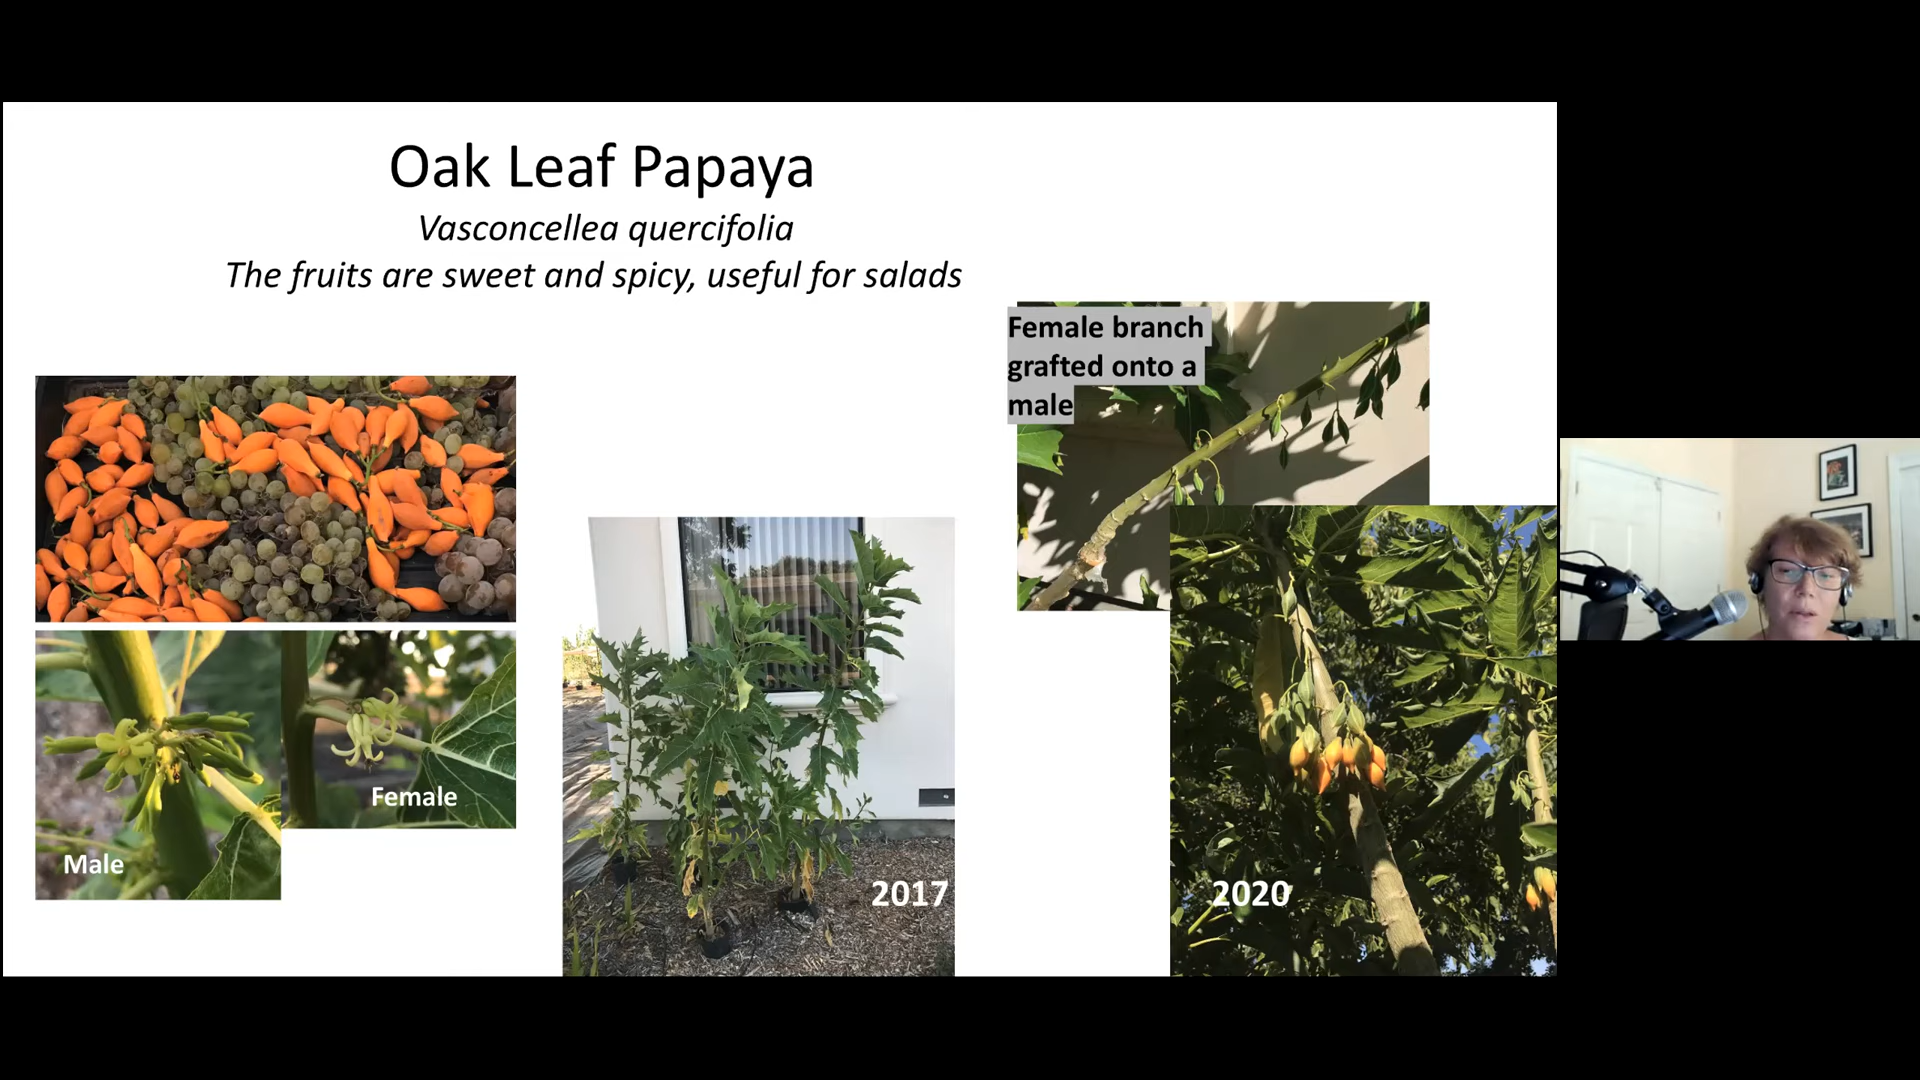 Oak Leaf Papaya
Vasconcellea quercifolia
The fruits are sweet and spicy, useful for salads
Female branch
grafted onto a
male
Female
Male
2017
2020